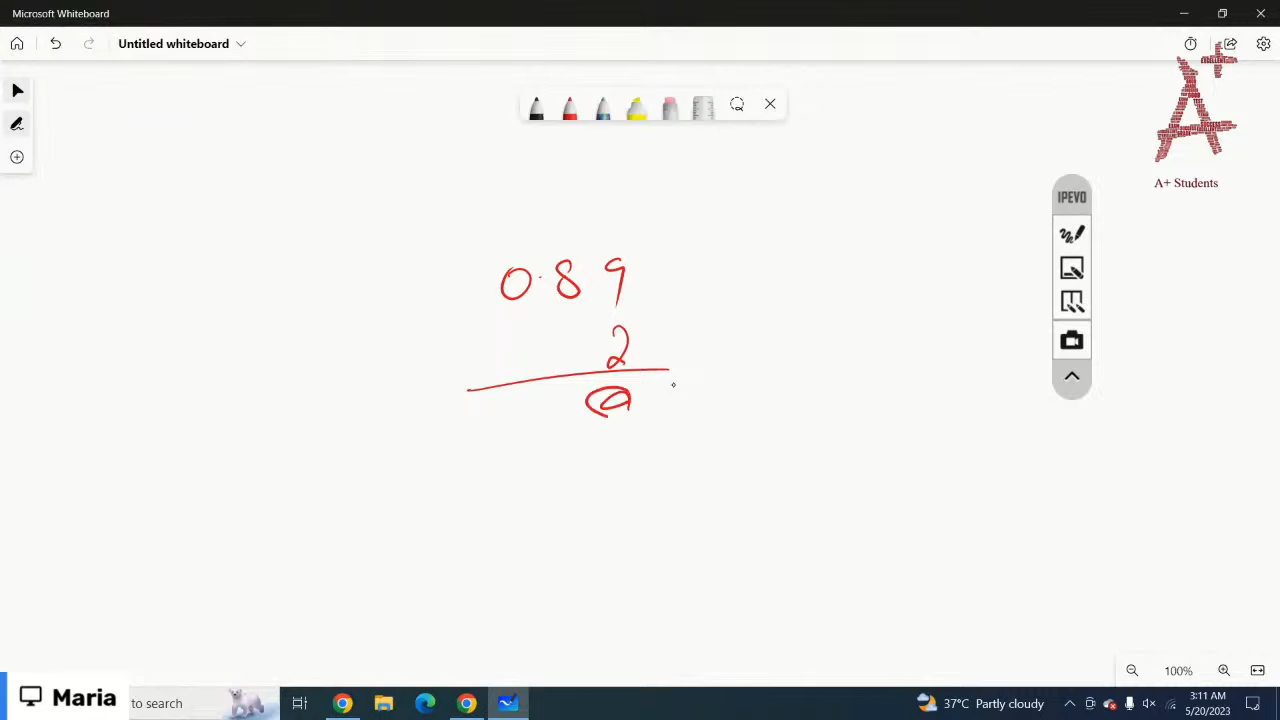 Microsoft Whiteboard
Untitled whiteboard
A+ Students
IPEVO
0.89
2
100%
Maria
to search
37°C Partly cloudy
3:11 AM
5/20/2023